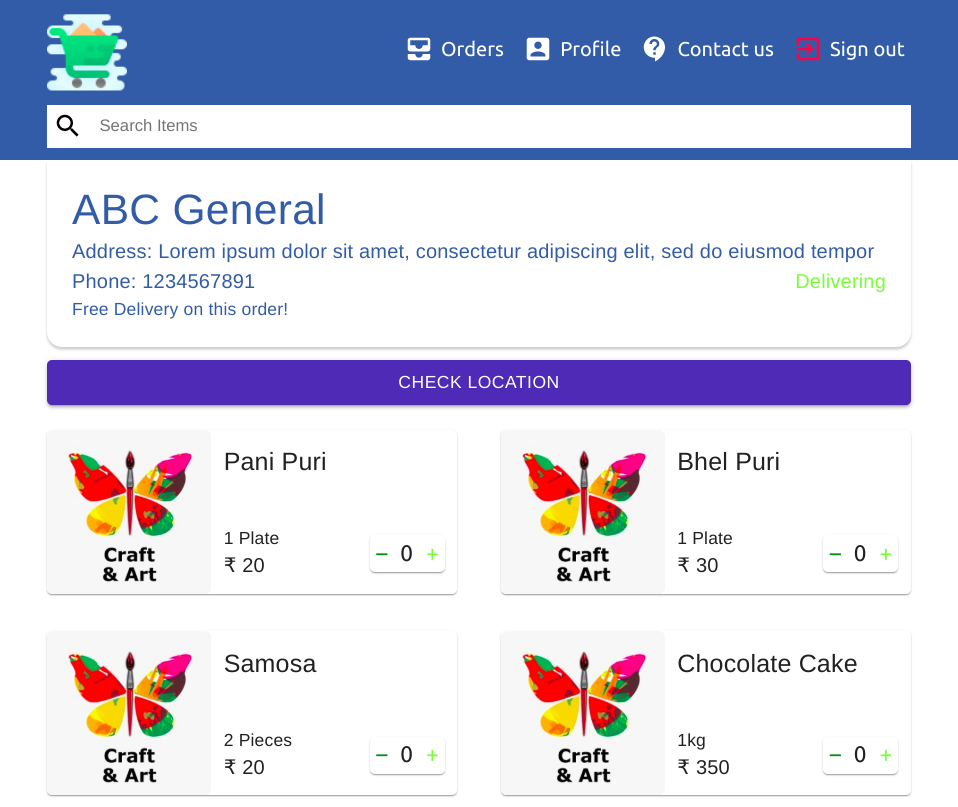 Orders
Profile
Contact us
Sign out
Search Items
ABC General
Address: Lorem ipsum dolor sit amet, consectetur adipiscing elit, sed do eiusmod tempor
Phone: 1234567891
Delivering
Free Delivery on this order!
CHECK LOCATION
Craft
& Art
Pani Puri
1 Plate
₹ 20
− 0 +
Craft
& Art
Bhel Puri
1 Plate
₹ 30
− 0 +
Craft
& Art
Samosa
2 Pieces
₹ 20
− 0 +
Craft
& Art
Chocolate Cake
1kg
₹ 350
− 0 +